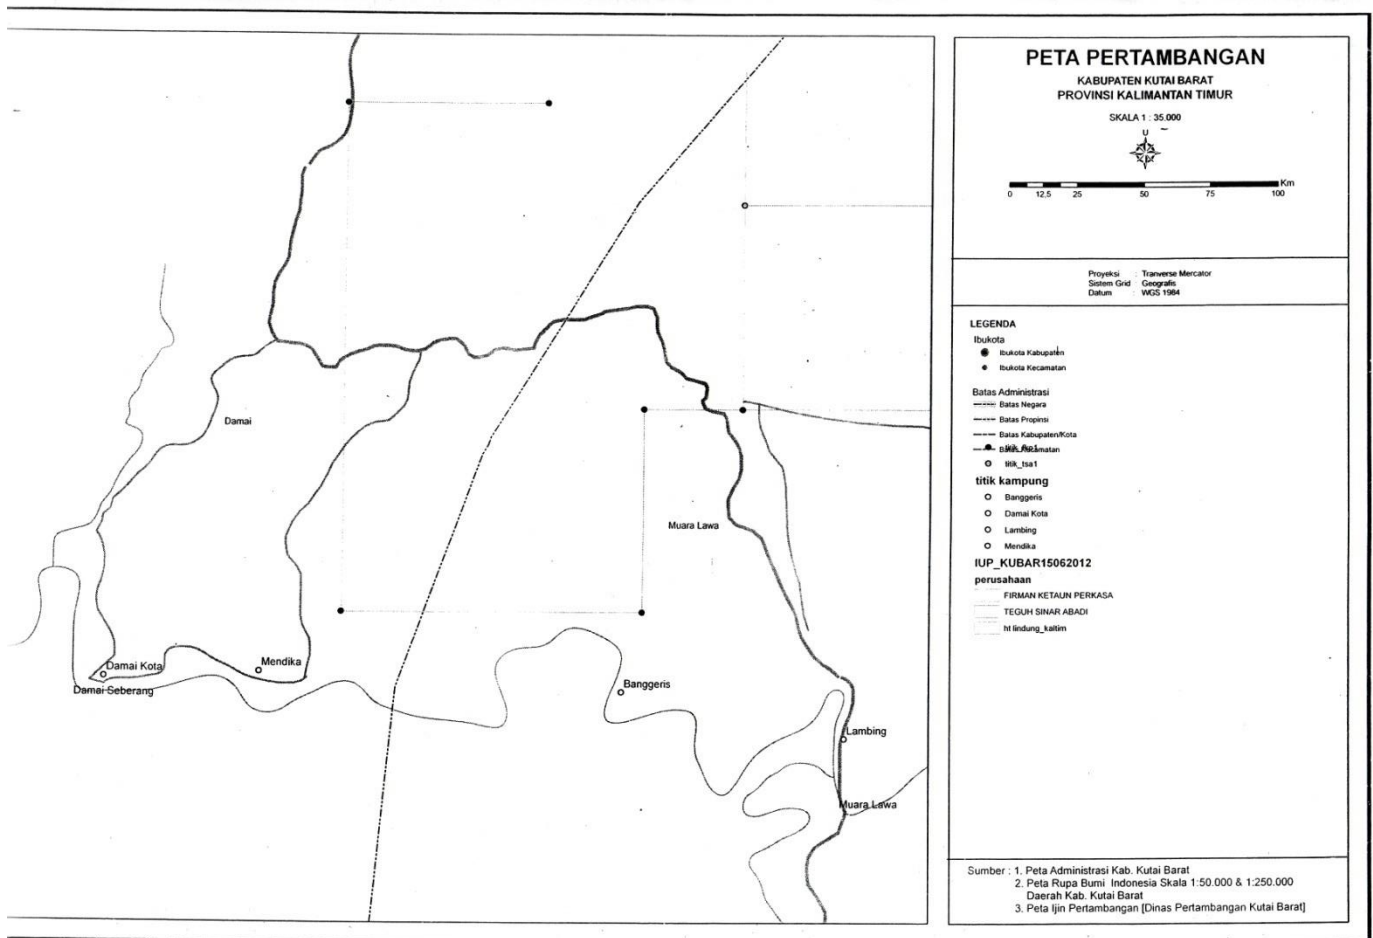 PETA PERTAMBANGAN
KABUPATEN KUTAI BARAT
PROVINSI KALIMANTAN TIMUR
SKALA 1 : 35.000
U
Km
0 12,5 25 50 75 100
Proyeksi : Tranverse Mercator
Sistem Grid : Geografis
Datum : WGS 1984
LEGENDA
Ibukota
Ibukota Kabupaten
Ibukota Kecamatan
Batas Administrasi
Batas Negara
Batas Propinsi
Batas Kabupaten/Kota
titik_fkp1
titik_tsa1
titik kampung
Banggeris
Damai Kota
Lambing
Mendika
IUP_KUBAR15062012
perusahaan
FIRMAN KETAUN PERKASA
TEGUH SINAR ABADI
ht lindung_kaltim
Sumber : 1. Peta Administrasi Kab. Kutai Barat
2. Peta Rupa Bumi Indonesia Skala 1:50.000 & 1:250.000
Daerah Kab. Kutai Barat
3. Peta Ijin Pertambangan [Dinas Pertambangan Kutai Barat]
Damai
Muara Lawa
Damai Kota
Mendika
Damai Seberang
Banggeris
Lambing
Muara Lawa